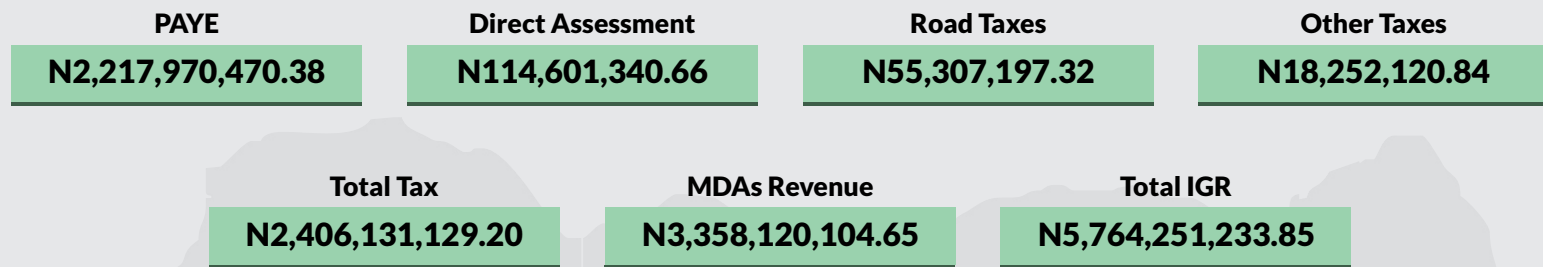 PAYE Direct Assessment Road Taxes Other Taxes
N2,217,970,470.38 N114,601,340.66 N55,307,197.32 N18,252,120.84
Total Tax MDAs Revenue Total IGR
N2,406,131,129.20 N3,358,120,104.65 N5,764,251,233.85